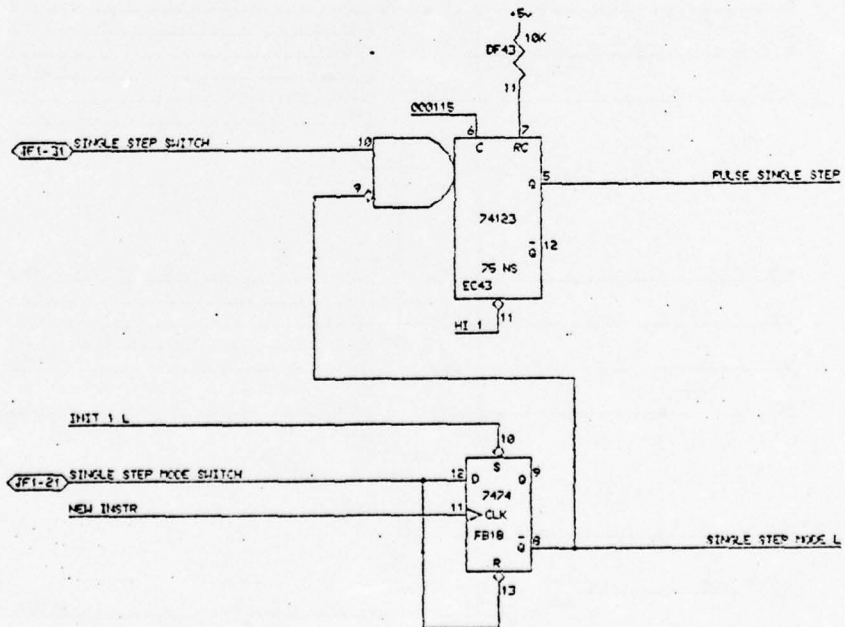 +5v
10K
DF43
11
000115
6
7
JF1-31
SINGLE STEP SWITCH
10
C
RC
5
Q
PULSE SINGLE STEP
9
74123
12
Q
75 NS
EC43
HI 1
11
INIT 1 L
10
JF1-21
SINGLE STEP MODE SWITCH
12
S
9
D
Q
7474
NEW INSTR
11
CLK
FB18
8
Q
SINGLE STEP MODE L
R
13